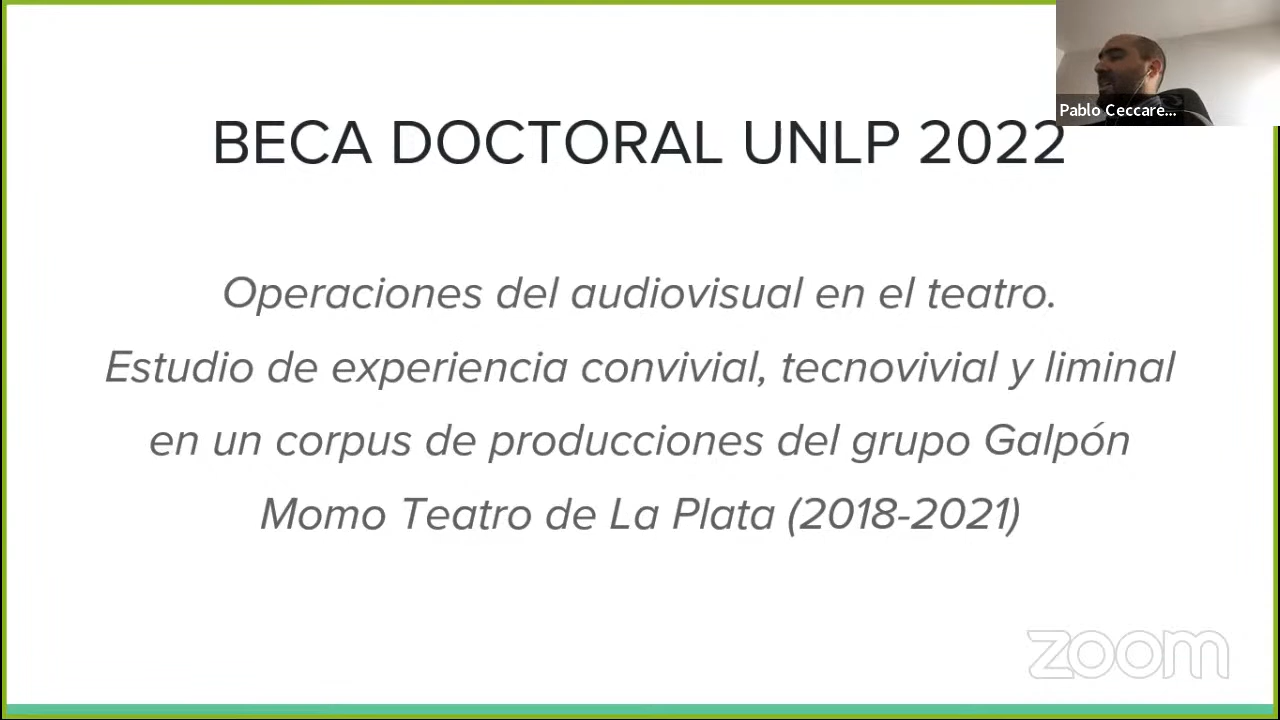 Pablo Ceccare...
BECA DOCTORAL UNLP 2022
Operaciones del audiovisual en el teatro.
Estudio de experiencia convivial, tecnovivial y liminal
en un corpus de producciones del grupo Galpón
Momo Teatro de La Plata (2018-2021)
zoom